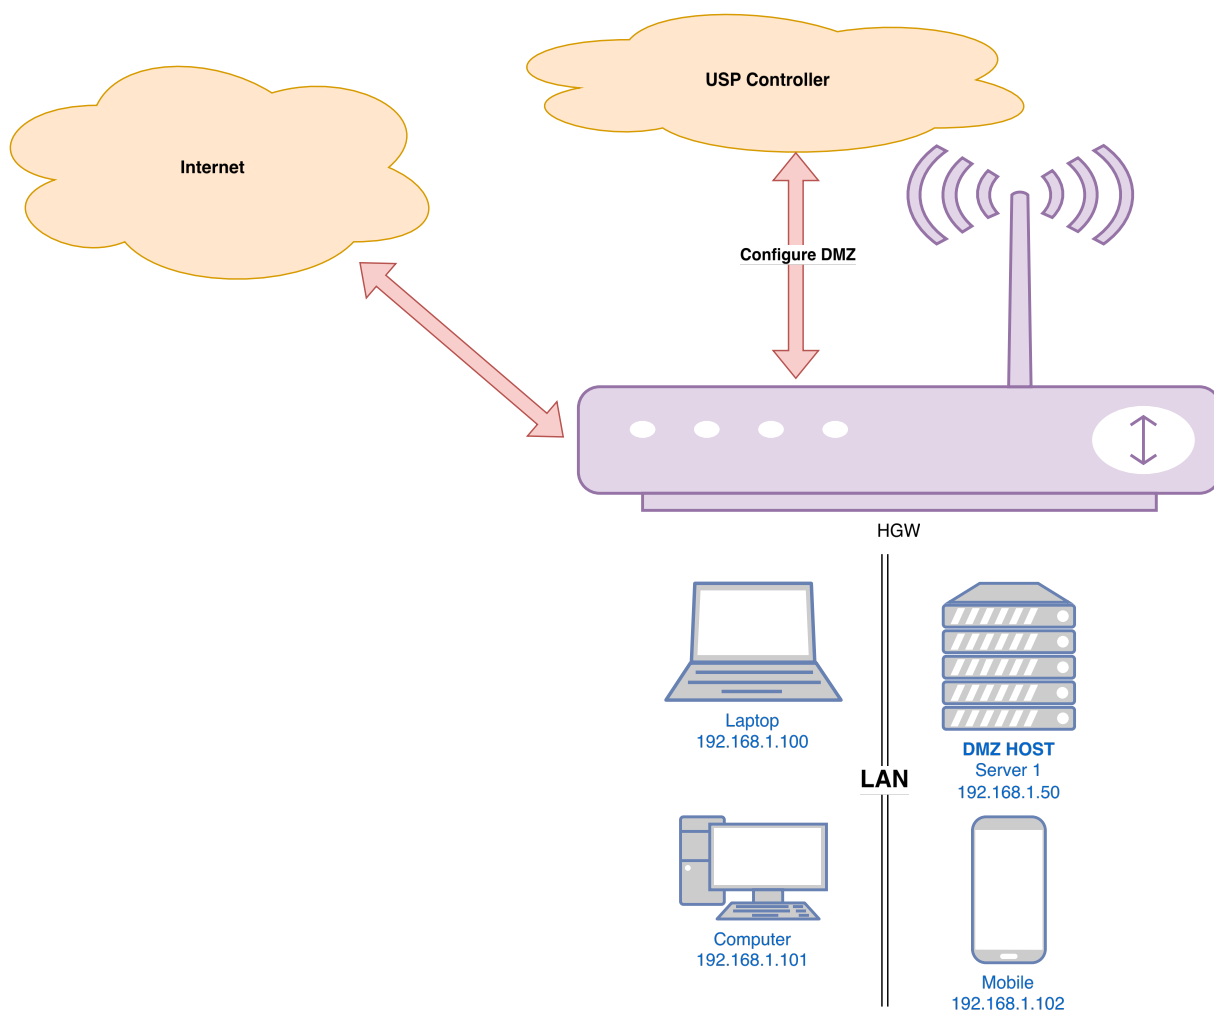 USP Controller
Internet
Configure DMZ
HGW
Laptop
192.168.1.100
DMZ HOST
Server 1
192.168.1.50
LAN
Computer
192.168.1.101
Mobile
192.168.1.102